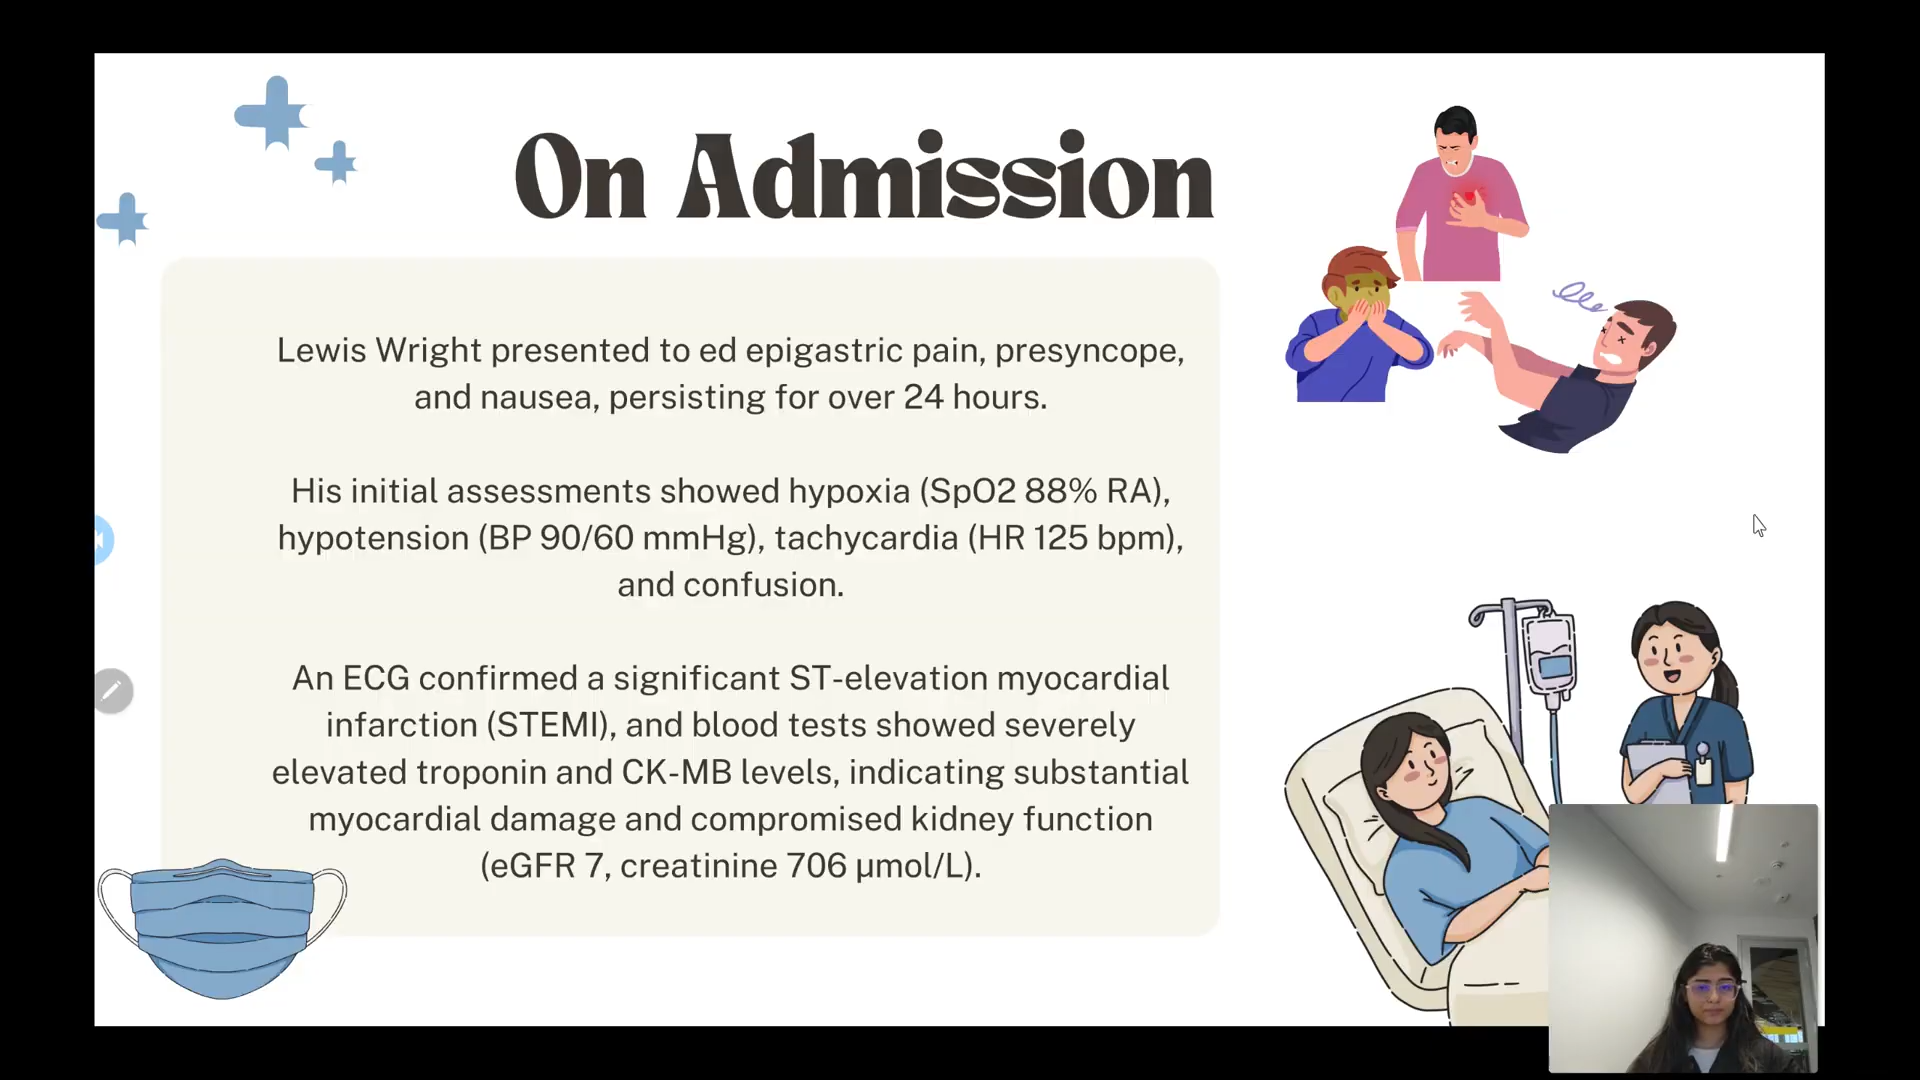 On Admission
Lewis Wright presented to ed epigastric pain, presyncope,
and nausea, persisting for over 24 hours.
His initial assessments showed hypoxia (SpO2 88% RA),
hypotension (BP 90/60 mmHg), tachycardia (HR 125 bpm),
and confusion.
An ECG confirmed a significant ST-elevation myocardial
infarction (STEMI), and blood tests showed severely
elevated troponin and CK-MB levels, indicating substantial
myocardial damage and compromised kidney function
(eGFR 7, creatinine 706 µmol/L).